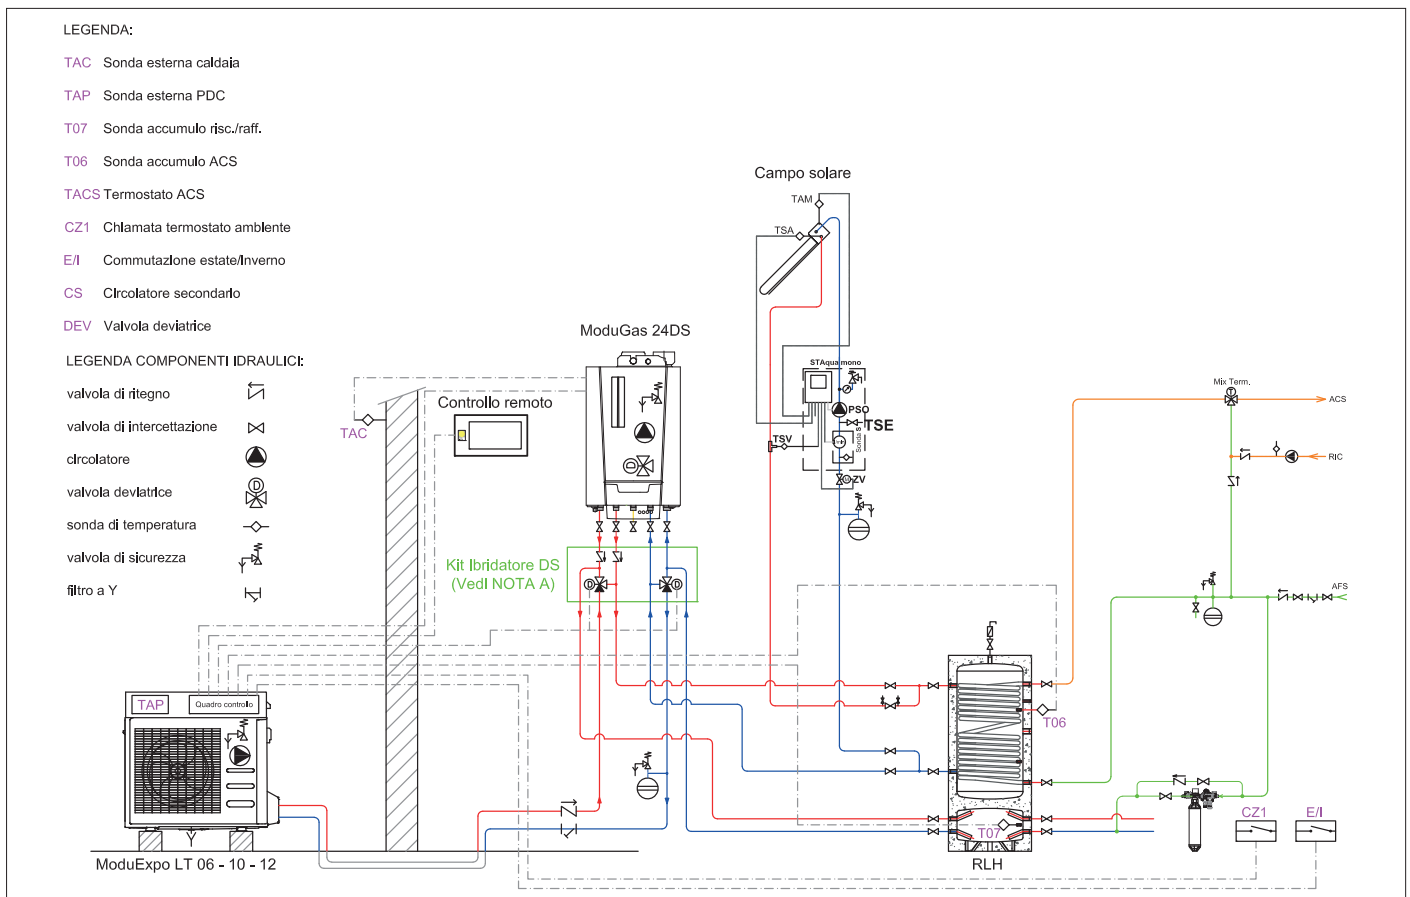 LEGENDA:
TAC Sonda esterna caldaia
TAP Sonda esterna PDC
T07 Sonda accumulo risc./raff.
T06 Sonda accumulo ACS
TACS Termostato ACS
CZ1 Chiamata termostato ambiente
E/I Commutazione estate/inverno
CS Circolatore secondario
DEV Valvola deviatrice
LEGENDA COMPONENTI IDRAULICI:
valvola di ritegno
valvola di intercettazione
circolatore
valvola deviatrice
D
sonda di temperatura
valvola di sicurezza
filtro a Y
TAC
Controllo remoto
ModuGas 24DS
D
Kit Ibridatore DS
(Vedi NOTA A)
D
D
Campo solare
TAM
TSA
STAqua mono
PSO
TSE
Sonda S
TSV
ZV
Mix Term.
T
ACS
RIC
AFS
TAP
Quadro controllo
ModuExpo LT 06 - 10 - 12
T06
T07
RLH
CZ1
E/I